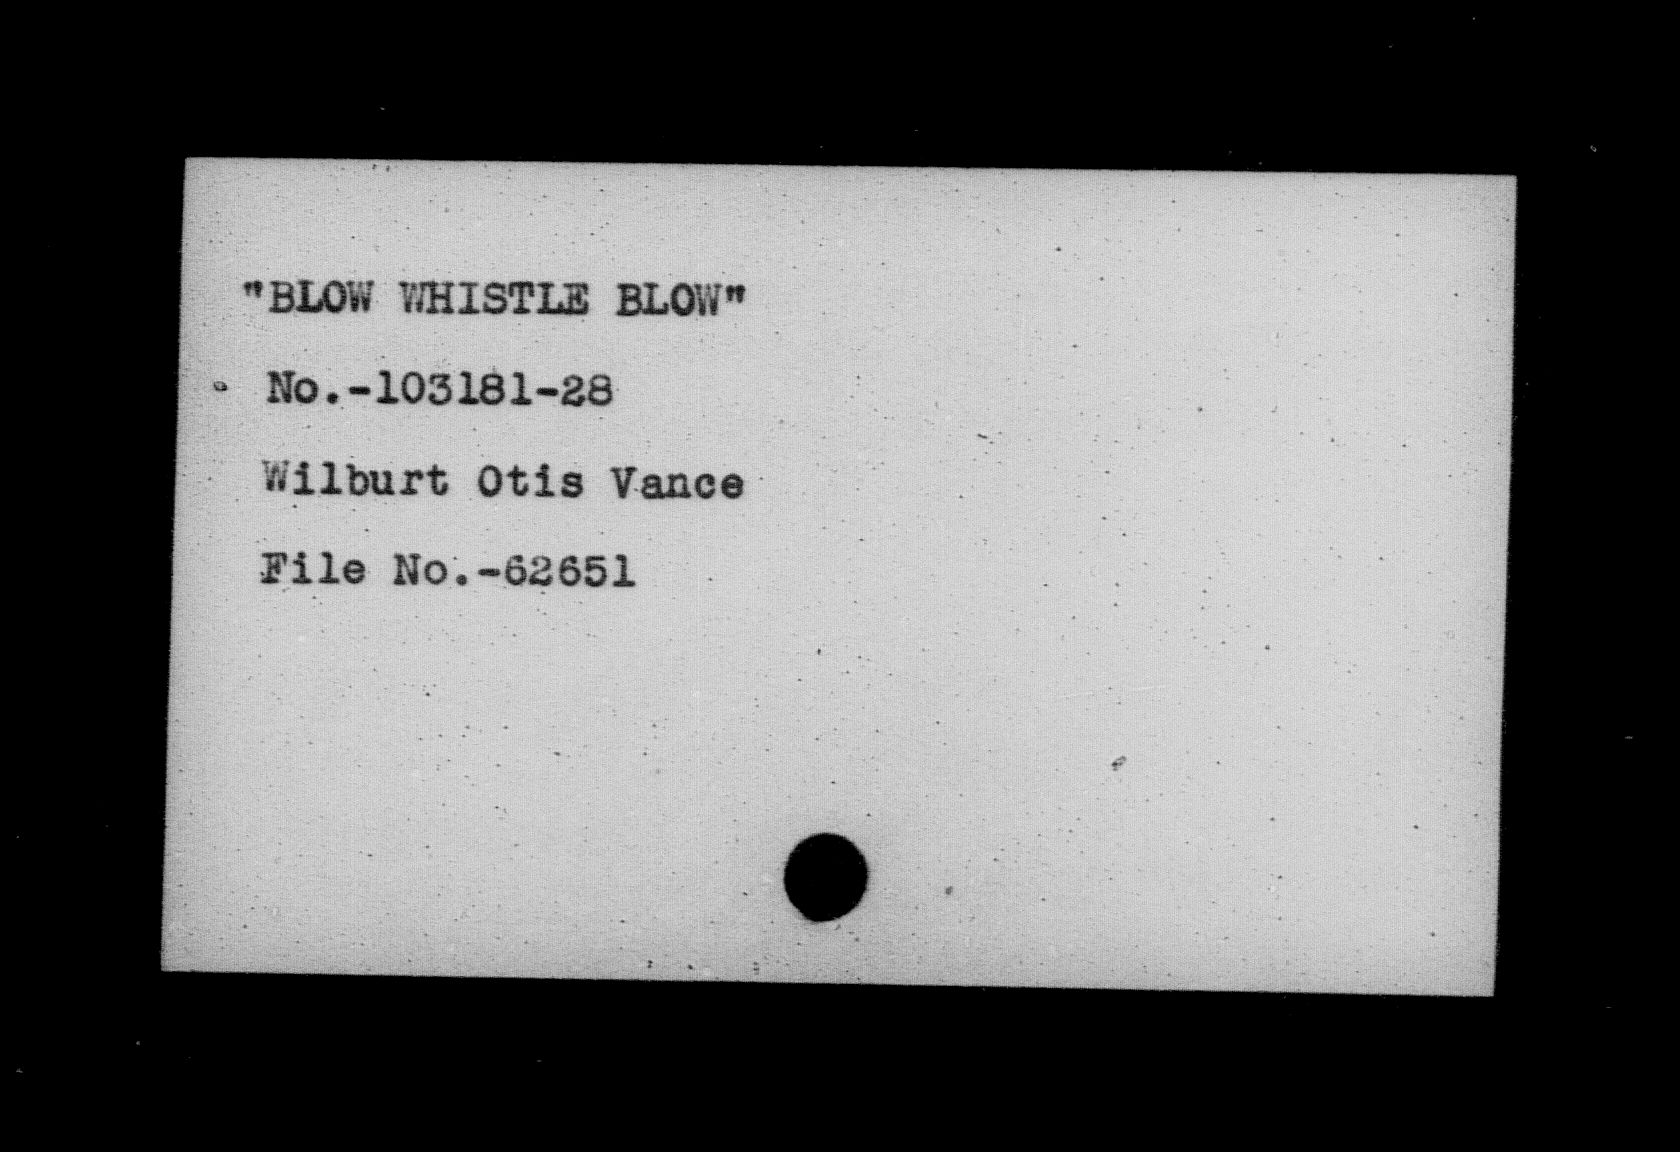 "BLOW WHISTLE BLOW"
No.-103181-28
Wilburt Otis Vance
File No.-62651